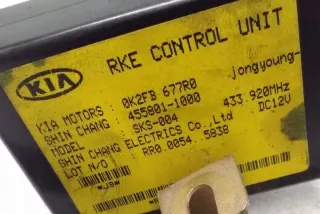 RKE CONTROL UNIT
KIA
jongyoung-
KIA MOTORS 0K2FB 677R0
SHIN CHANG 455801-1000
MODEL SKS-004 433.920MHz
SHIN CHANG ELECTRICS Co.,Ltd DC12V
LOT N/O RR0.0054..5838